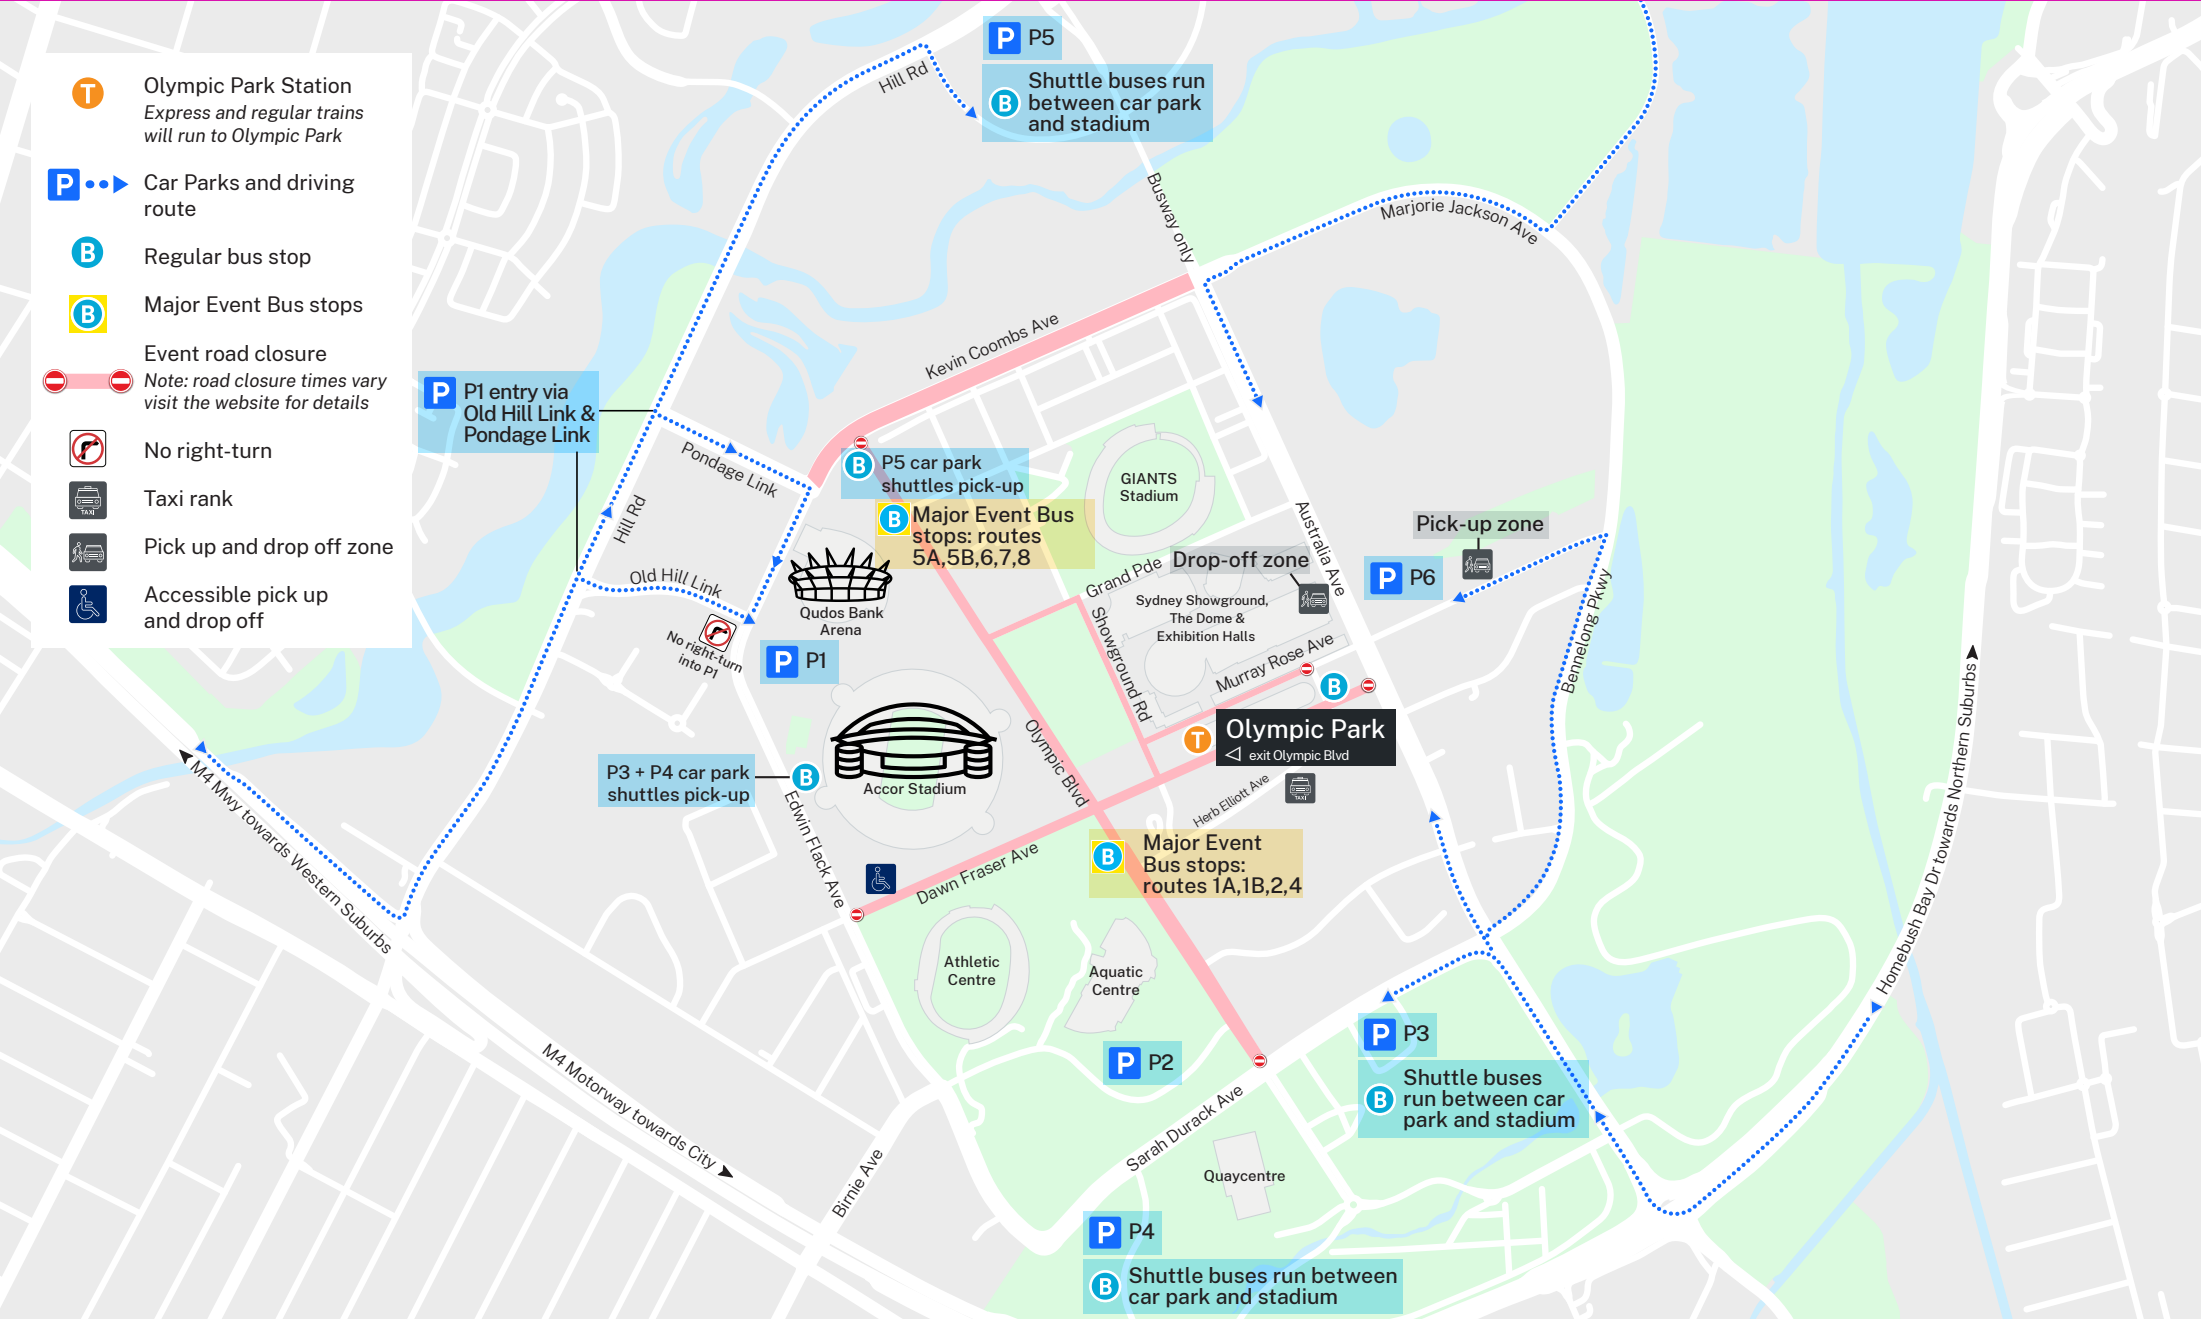 T
Olympic Park Station
Express and regular trains
will run to Olympic Park
P
Car Parks and driving
route
B
Regular bus stop
B
Major Event Bus stops
Event road closure
Note: road closure times vary
visit the website for details
No right-turn
TAXI
Taxi rank
Pick up and drop off zone
Accessible pick up
and drop off
P P5
B
Shuttle buses run
between car park
and stadium
Hill Rd
Busway only
Marjorie Jackson Ave
Kevin Coombs Ave
P
P1 entry via
Old Hill Link &
Pondage Link
Pondage Link
Hill Rd
Old Hill Link
No right-turn
into P1
P P1
B
P5 car park
shuttles pick-up
B
Major Event Bus
stops: routes
5A,5B,6,7,8
Qudos Bank
Arena
GIANTS
Stadium
Grand Pde
Drop-off zone
Australia Ave
Sydney Showground,
The Dome &
Exhibition Halls
Showground Rd
Murray Rose Ave
B
Pick-up zone
P P6
Bennelong Pkwy
Homebush Bay Dr towards Northern Suburbs
T
Olympic Park
exit Olympic Blvd
TAXI
Herb Elliott Ave
Olympic Blvd
Accor Stadium
P3 + P4 car park
shuttles pick-up
B
Edwin Flack Ave
Dawn Fraser Ave
B
Major Event
Bus stops:
routes 1A,1B,2,4
M4 Mwy towards Western Suburbs
M4 Motorway towards City
Athletic
Centre
Aquatic
Centre
P P2
P P3
B
Shuttle buses
run between car
park and stadium
Sarah Durack Ave
Birnie Ave
Quaycentre
P P4
B
Shuttle buses run between
car park and stadium